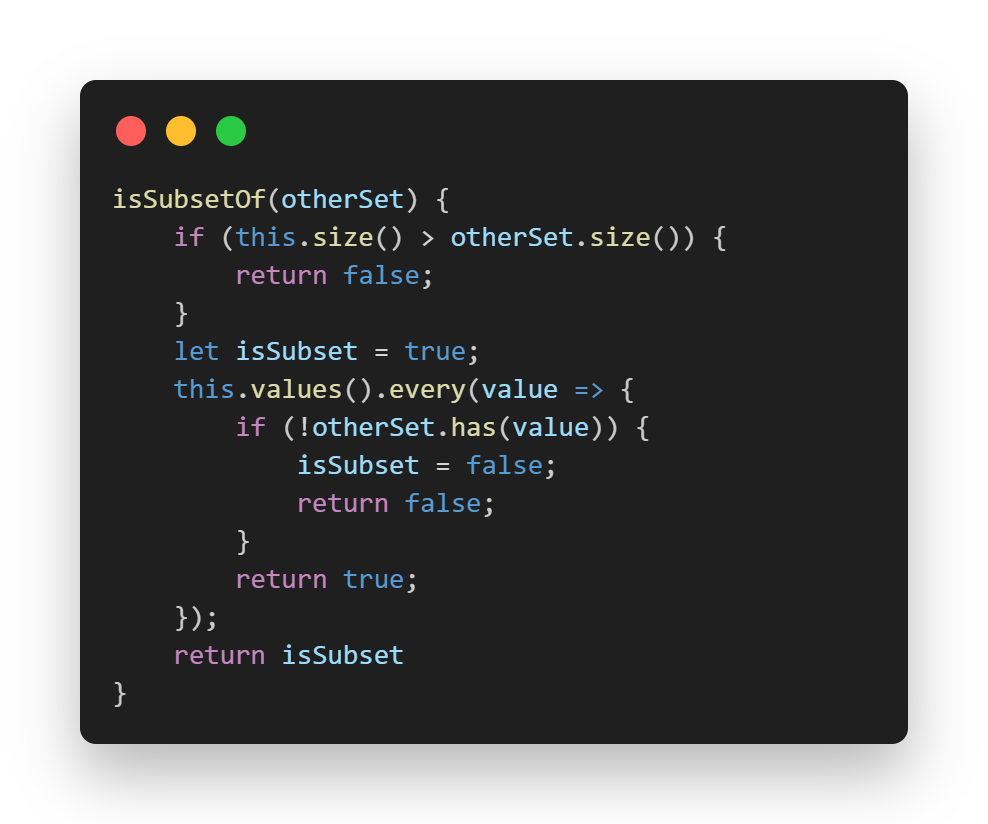 isSubsetOf(otherSet) {
    if (this.size() > otherSet.size()) {
        return false;
    }
    let isSubset = true;
    this.values().every(value => {
        if (!otherSet.has(value)) {
            isSubset = false;
            return false;
        }
        return true;
    });
    return isSubset
}